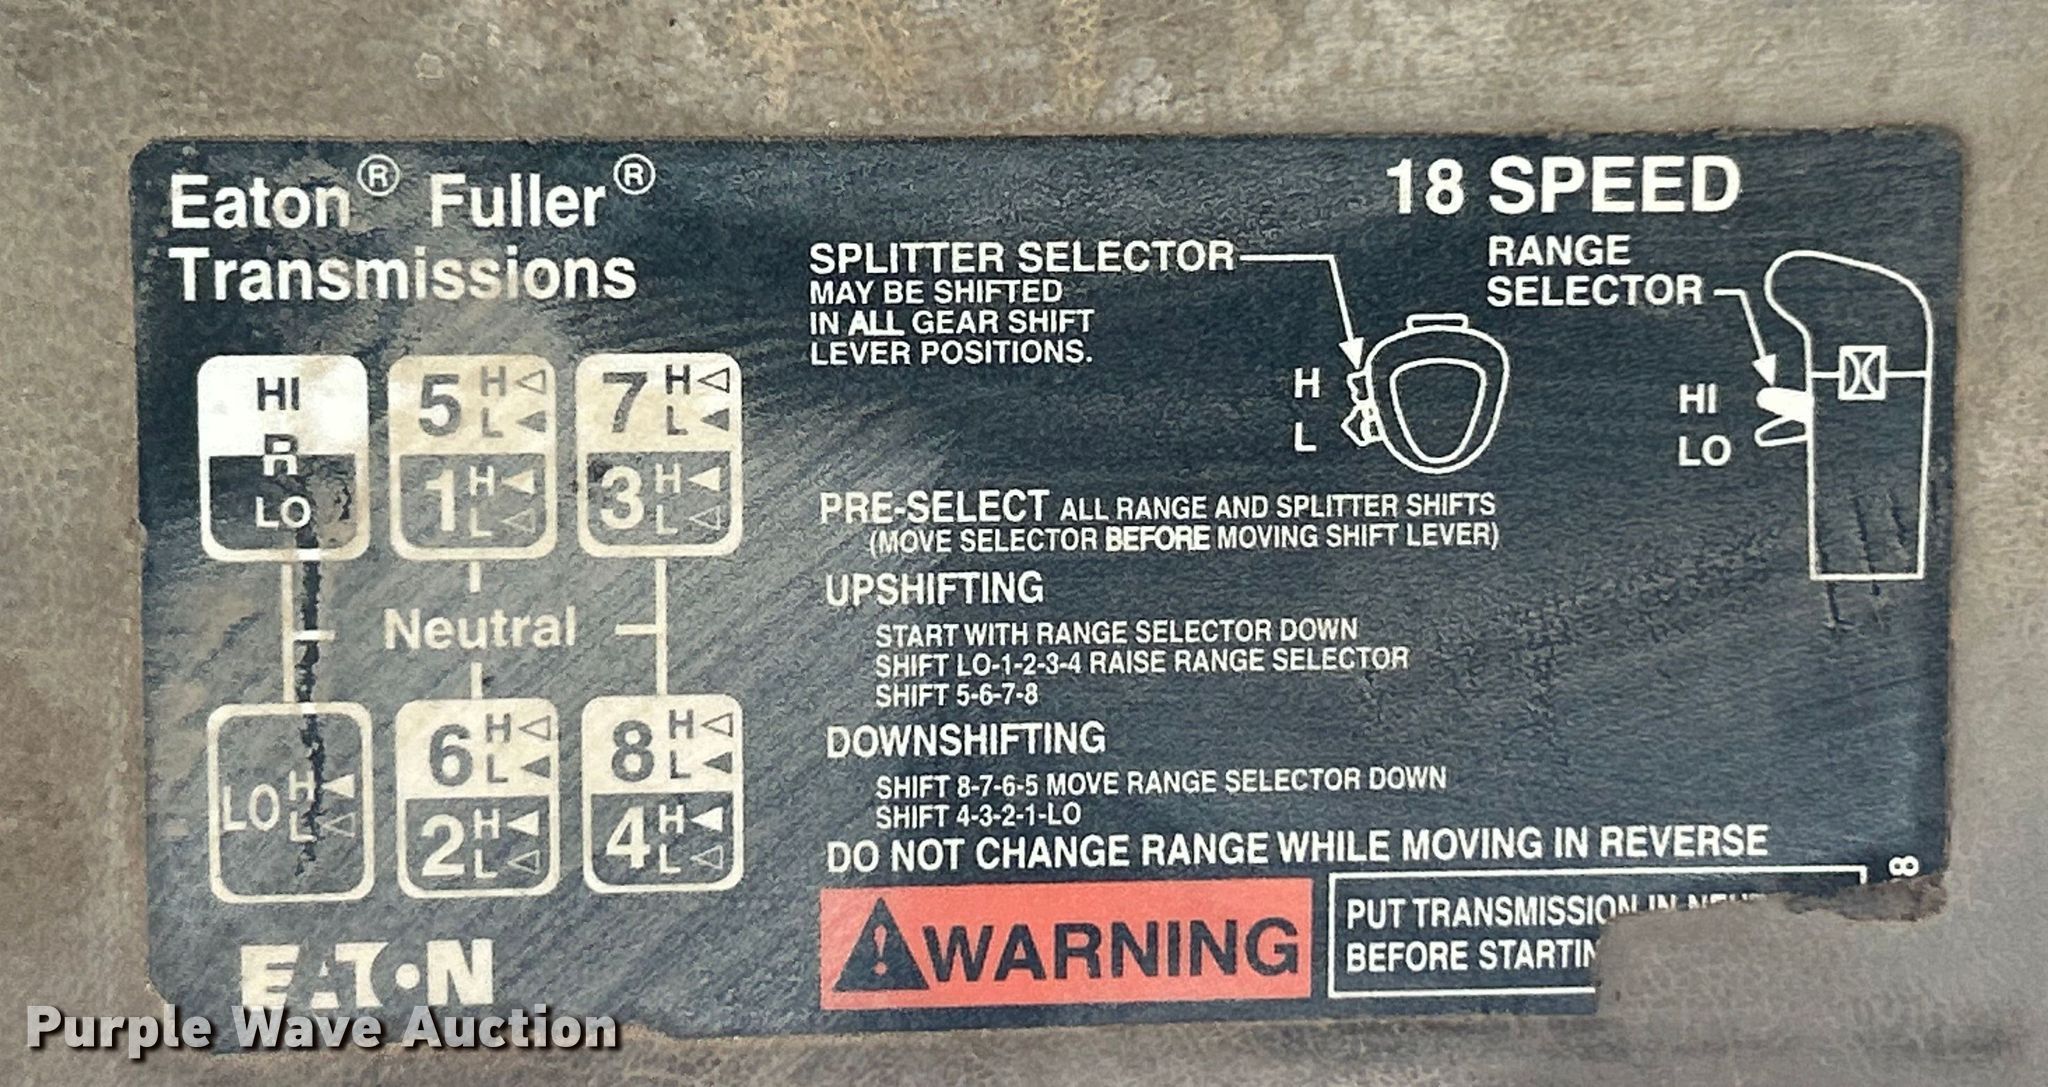 Eaton® Fuller®
Transmissions
18 SPEED
SPLITTER SELECTOR
MAY BE SHIFTED
IN ALL GEAR SHIFT
LEVER POSITIONS.
H
L
RANGE
SELECTOR
HI
LO
HI
R
LO
5 H L
1 H L
7 H L
3 H L
Neutral
LO H L
6 H L
2 H L
8 H L
4 H L
PRE-SELECT ALL RANGE AND SPLITTER SHIFTS
(MOVE SELECTOR BEFORE MOVING SHIFT LEVER)
UPSHIFTING
START WITH RANGE SELECTOR DOWN
SHIFT LO-1-2-3-4 RAISE RANGE SELECTOR
SHIFT 5-6-7-8
DOWNSHIFTING
SHIFT 8-7-6-5 MOVE RANGE SELECTOR DOWN
SHIFT 4-3-2-1-LO
DO NOT CHANGE RANGE WHILE MOVING IN REVERSE
WARNING
PUT TRANSMISSION IN
BEFORE
8
EATON
Purple Wave Auction